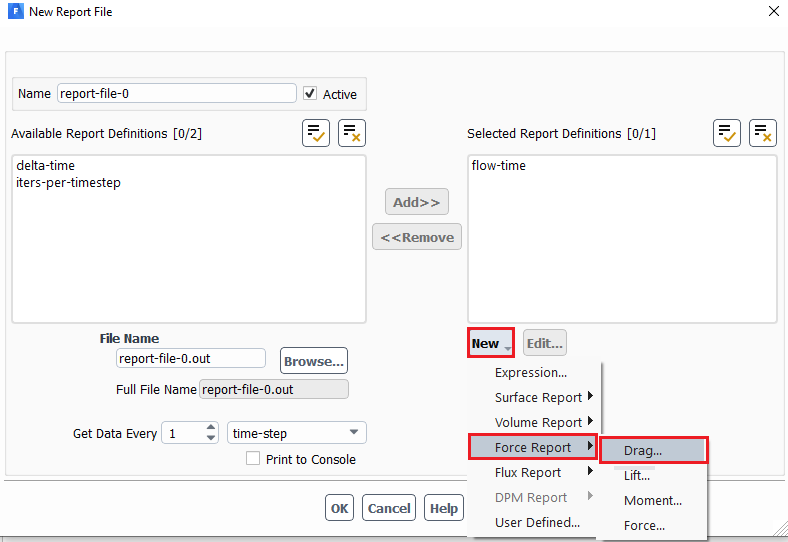 New Report File
Name report-file-0 Active
Available Report Definitions [0/2]
delta-time
iters-per-timestep
Add>>
<<Remove
Selected Report Definitions [0/1]
flow-time
File Name
report-file-0.out
Browse...
Full File Name report-file-0.out
Get Data Every 1 time-step
Print to Console
New
Edit...
Expression...
Surface Report
Volume Report
Force Report
Flux Report
DPM Report
User Defined...
Drag...
Lift...
Moment...
Force...
OK Cancel Help